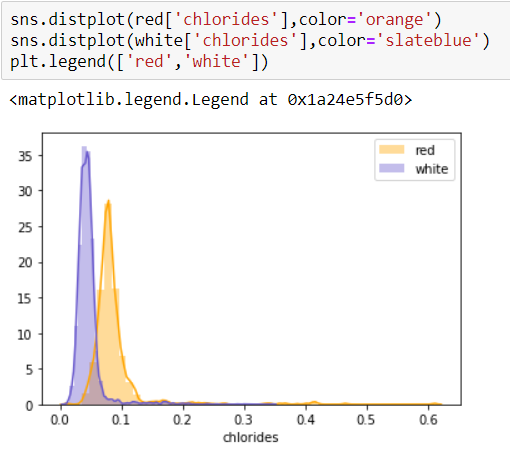 sns.distplot(red['chlorides'],color='orange')
sns.distplot(white['chlorides'],color='slateblue')
plt.legend(['red','white'])
<matplotlib.legend.Legend at 0x1a24e5f5d0>
red
white
35
30
25
20
15
10
5
0
0.0 0.1 0.2 0.3 0.4 0.5 0.6
chlorides